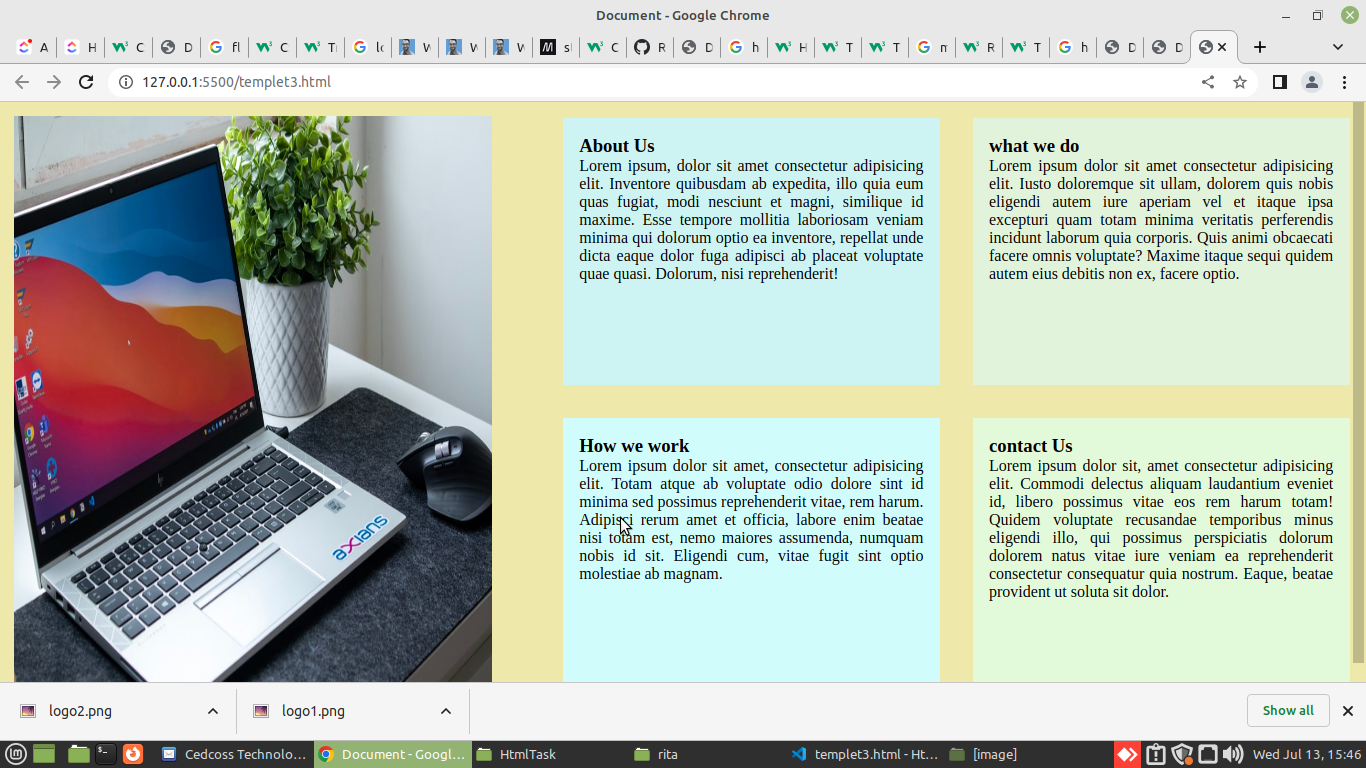 Document - Google Chrome
A
H
C
D
fl
C
T
W
W
W
sl
C
R
D
h
H
T
T
m
R
T
h
D
D
127.0.0.1:5500/templet3.html
About Us
Lorem ipsum, dolor sit amet consectetur adipisicing
elit. Inventore quibusdam ab expedita, illo quia eum
quas fugiat, modi nesciunt et magni, similique id
maxime. Esse tempore mollitia laboriosam veniam
minima qui dolorum optio ea inventore, repellat unde
dicta eaque dolor fuga adipisci ab placeat voluptate
quae quasi. Dolorum, nisi reprehenderit!
what we do
Lorem ipsum dolor sit amet consectetur adipisicing
elit. Iusto doloremque sit ullam, dolorem quis nobis
eligendi autem iure aperiam vel et itaque ipsa
excepturi quam totam minima veritatis perferendis
incidunt laborum quia corporis. Quis animi obcaecati
facere omnis voluptate? Maxime itaque sequi quidem
autem eius debitis non ex, facere optio.
How we work
Lorem ipsum dolor sit amet, consectetur adipisicing
elit. Totam atque ab voluptate odio dolore sint id
minima sed possimus reprehenderit vitae, rem harum.
Adipisci rerum amet et officia, labore enim beatae
nisi totam est, nemo maiores assumenda, numquam
nobis id sit. Eligendi cum, vitae fugit sint optio
molestiae ab magnam.
contact Us
Lorem ipsum dolor sit, amet consectetur adipisicing
elit. Commodi delectus aliquam laudantium eveniet
id, libero possimus vitae eos rem harum totam!
Quidem voluptate recusandae temporibus minus
eligendi illo, qui possimus perspiciatis dolorum
dolorem natus vitae iure veniam ea reprehenderit
consectetur consequatur quia nostrum. Eaque, beatae
provident ut soluta sit dolor.
axians
logo2.png
logo1.png
Show all
Cedcoss Technolo...
Document - Googl...
HtmlTask
rita
templet3.html - Ht...
[image]
Wed Jul 13, 15:46